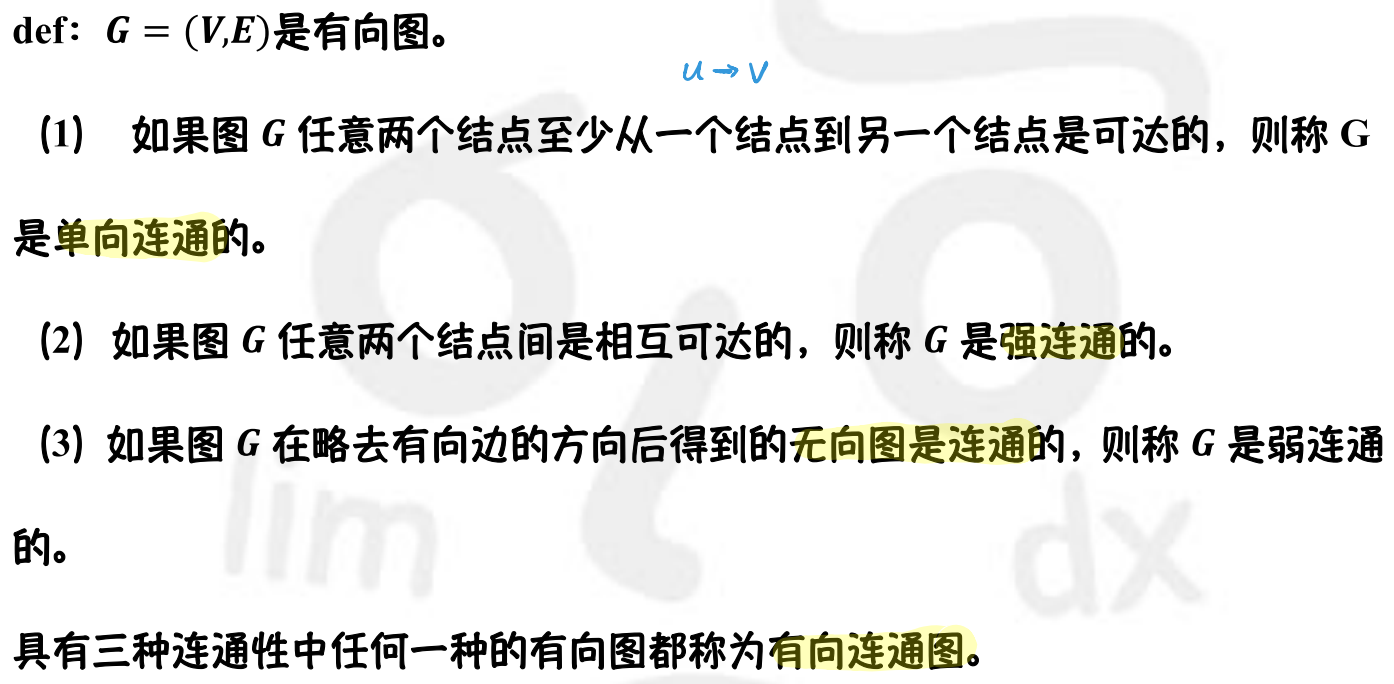 def：G = (V,E)是有向图。
u → v
（1） 如果图 G 任意两个结点至少从一个结点到另一个结点是可达的，则称 G
是单向连通的。
（2）如果图 G 任意两个结点间是相互可达的，则称 G 是强连通的。
（3）如果图 G 在略去有向边的方向后得到的无向图是连通的，则称 G 是弱连通
的。
lim
dx
具有三种连通性中任何一种的有向图都称为有向连通图。